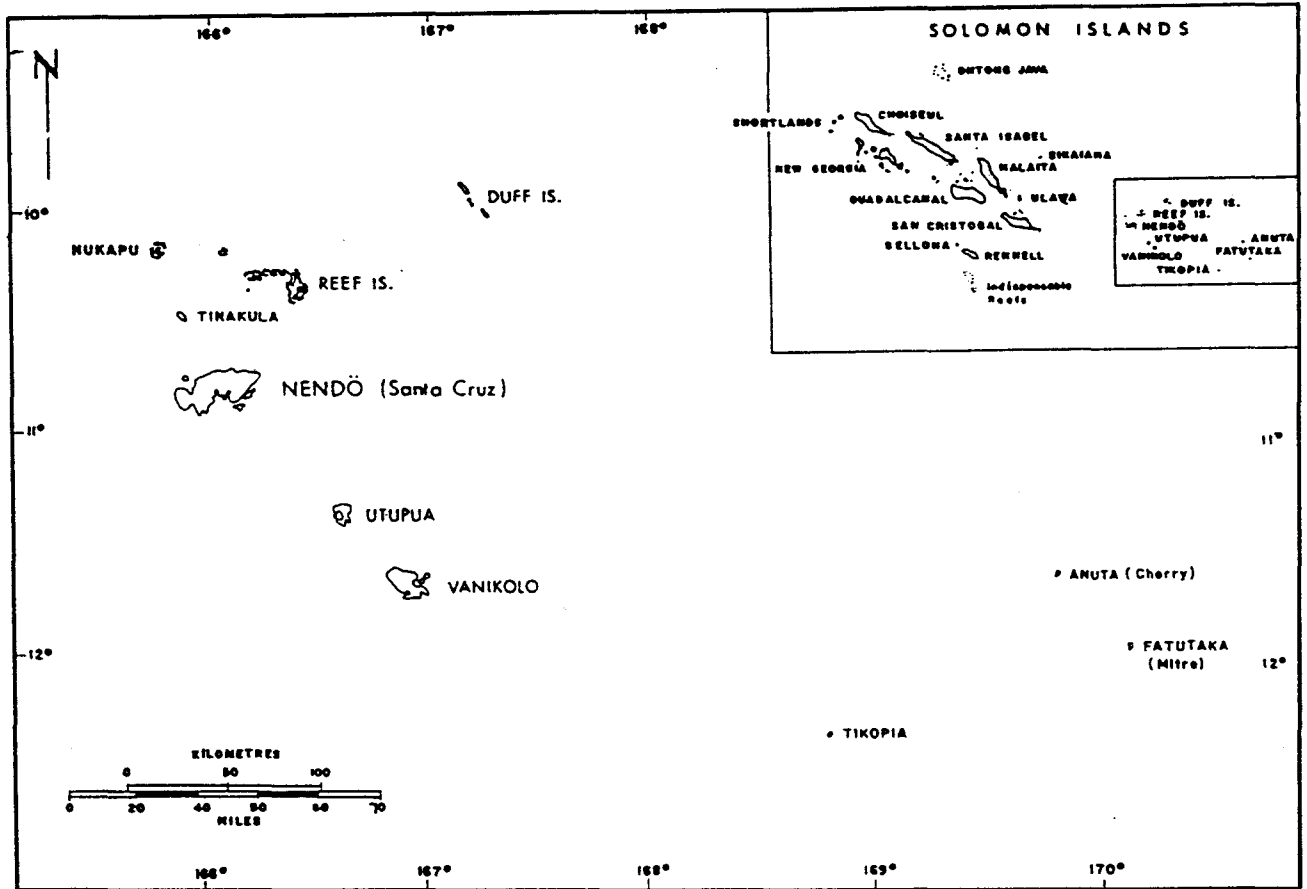 166° 167° 168°
SOLOMON ISLANDS
N
ONTONG JAVA
SHORTLANDS
CHOISEUL
SANTA ISABEL
SIKAIANA
NEW GEORGIA
MALAITA
GUADALCANAL
ULAWA
SAN CRISTOBAL
BELLONA
RENNELL
Indispensable
Reefs
DUFF IS.
REEF IS.
NENDÖ
UTUPUA
ANUTA
VANIKOLO
FATUTAKA
TIKOPIA
DUFF IS.
10°
NUKAPU
REEF IS.
TINAKULA
NENDÖ (Santa Cruz)
11° 11°
UTUPUA
VANIKOLO
ANUTA (Cherry)
12°
FATUTAKA
(Mitre)
12°
TIKOPIA
KILOMETRES
0 50 100
0 20 40 50 60 70
MILES
166° 167° 168° 169° 170°